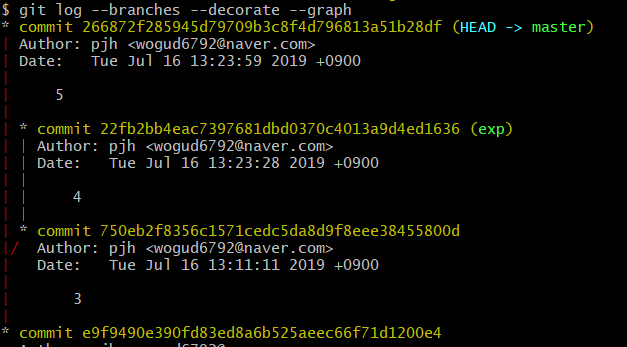 $ git log --branches --decorate --graph
* commit 266872f285945d79709b3c8f4d796813a51b28df (HEAD -> master)
| Author: pjh <wogud6792@naver.com>
| Date:   Tue Jul 16 13:23:59 2019 +0900
|
|     5
|
| * commit 22fb2bb4eac7397681dbd0370c4013a9d4ed1636 (exp)
| | Author: pjh <wogud6792@naver.com>
| | Date:   Tue Jul 16 13:23:28 2019 +0900
| |
| |     4
| |
| * commit 750eb2f8356c1571cedc5da8d9f8eee38455800d
|/  Author: pjh <wogud6792@naver.com>
|   Date:   Tue Jul 16 13:11:11 2019 +0900
|
|       3
|
* commit e9f9490e390fd83ed8a6b525aeec66f71d1200e4